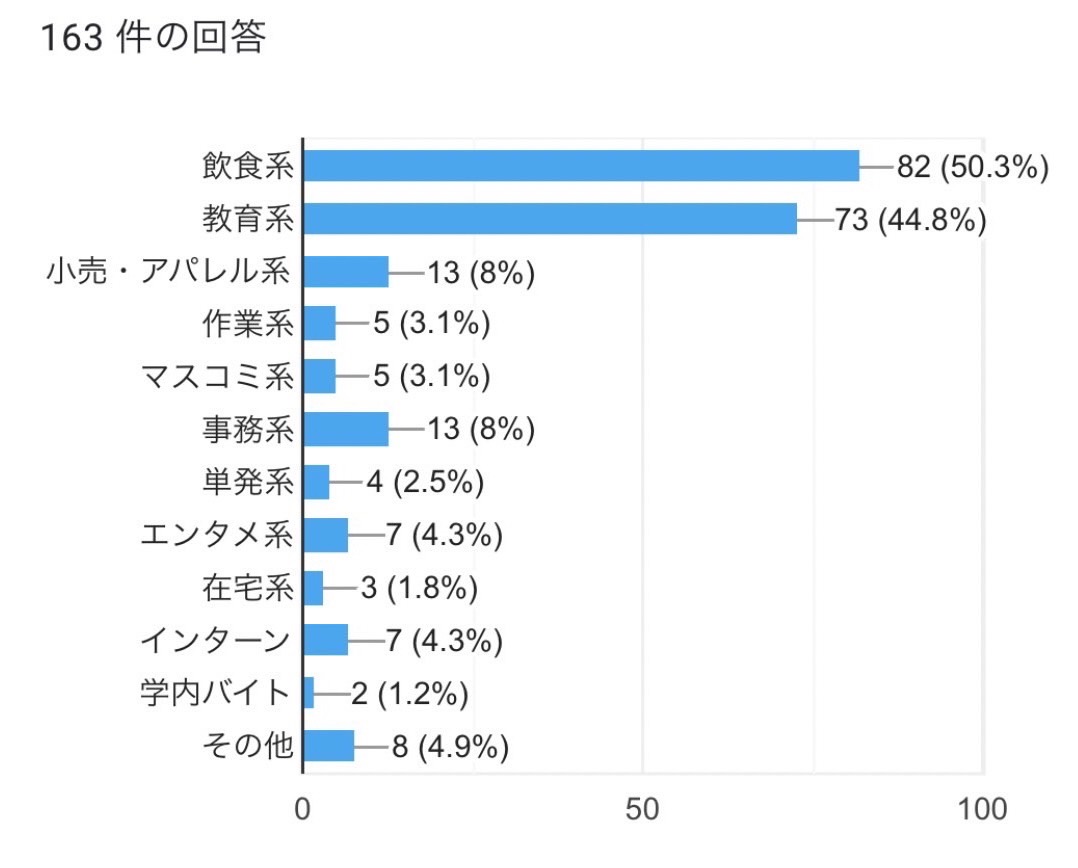 163 件の回答
飲食系 82 (50.3%)
教育系 73 (44.8%)
小売・アパレル系 13 (8%)
作業系 5 (3.1%)
マスコミ系 5 (3.1%)
事務系 13 (8%)
単発系 4 (2.5%)
エンタメ系 7 (4.3%)
在宅系 3 (1.8%)
インターン 7 (4.3%)
学内バイト 2 (1.2%)
その他 8 (4.9%)
0 50 100